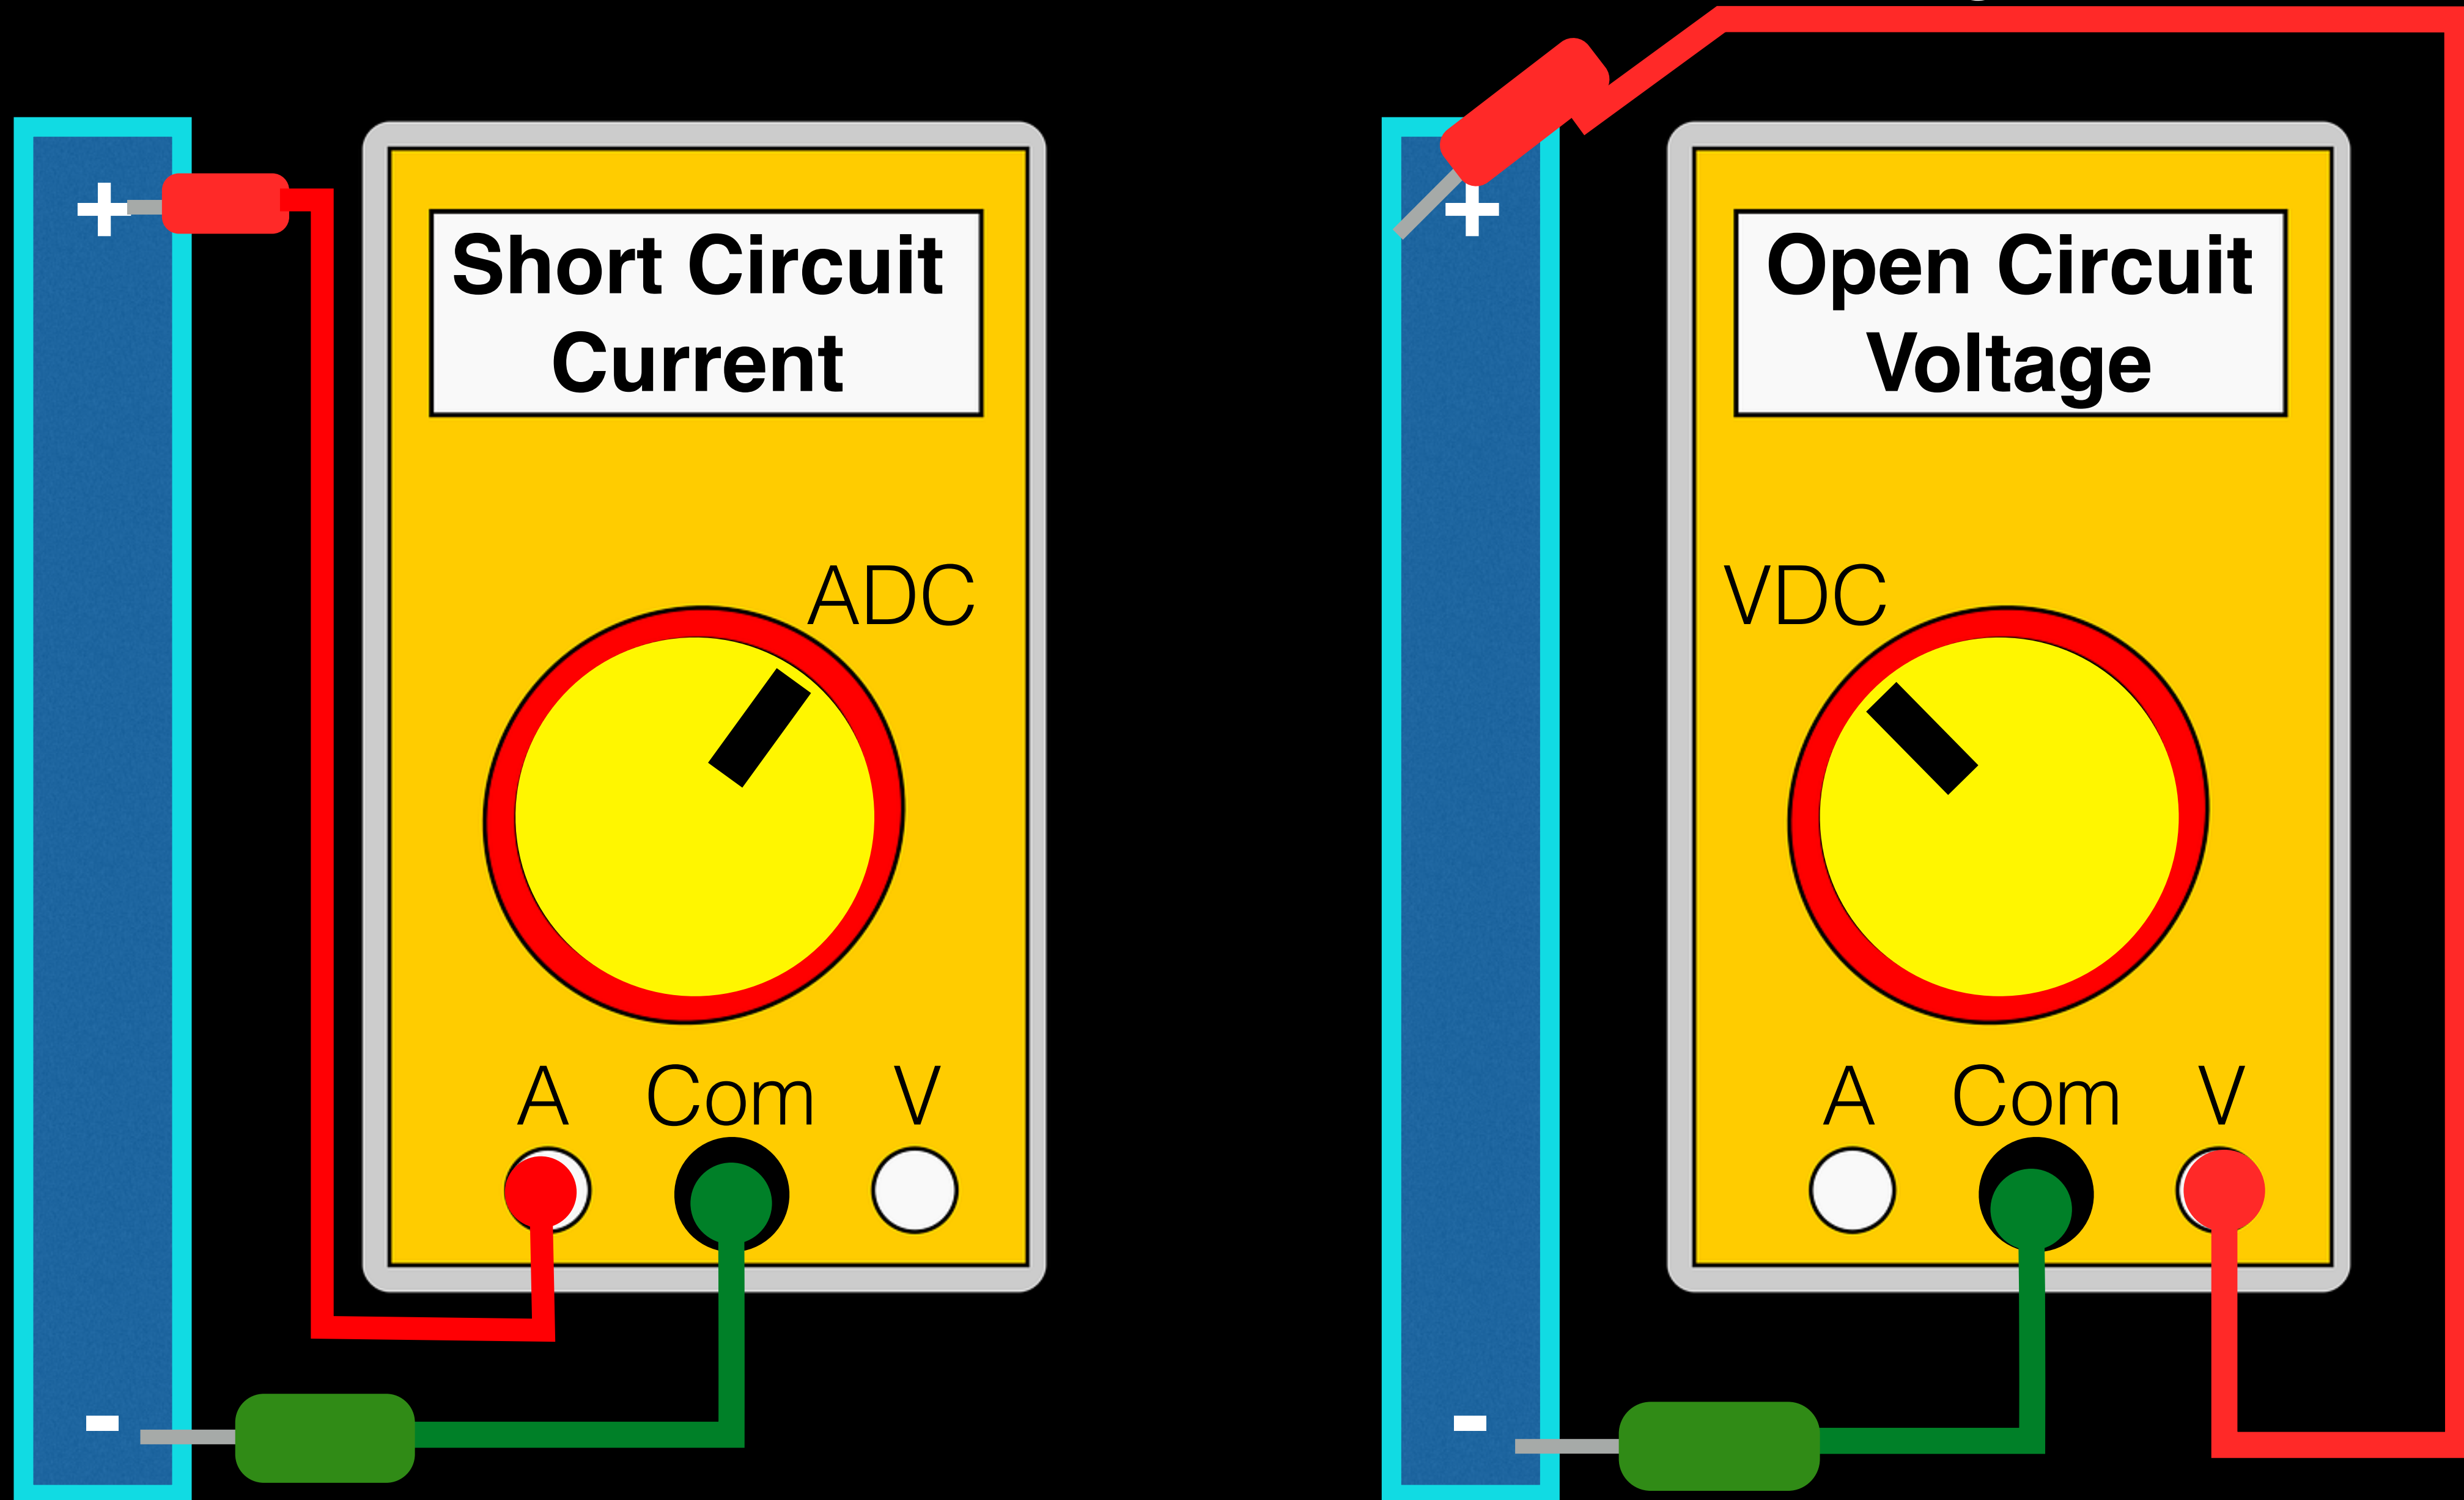 +
Short Circuit
Current
ADC
A Com V
-
+
Open Circuit
Voltage
VDC
A Com V
-